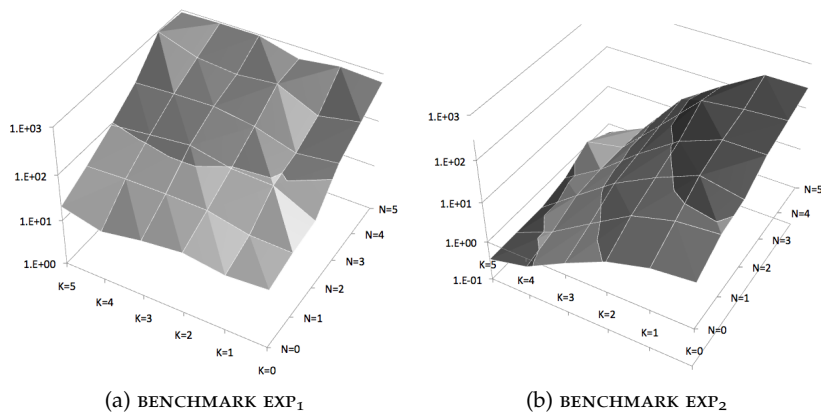 1.E+03
1.E+02
1.E+01
1.E+00
K=5
K=4
K=3
K=2
K=1
K=0
N=0
N=1
N=2
N=3
N=4
N=5
(a) BENCHMARK EXP₁
1.E+03
1.E+02
1.E+01
1.E+00
1.E-01
K=5
K=4
K=3
K=2
K=1
K=0
N=0
N=1
N=2
N=3
N=4
N=5
(b) BENCHMARK EXP₂